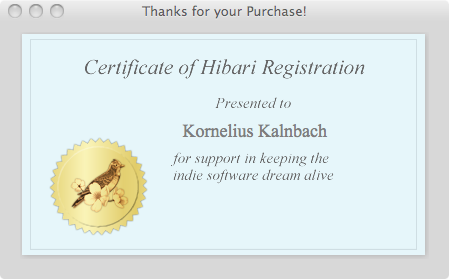 Thanks for your Purchase!
Certificate of Hibari Registration
Presented to
Kornelius Kalnbach
for support in keeping the
indie software dream alive